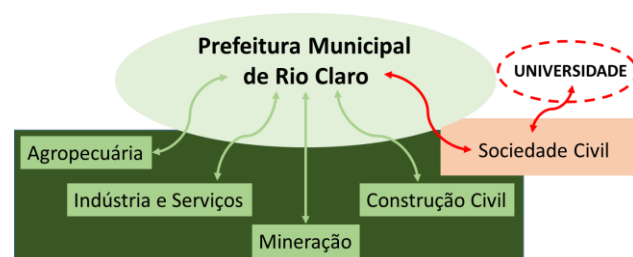 Prefeitura Municipal
de Rio Claro
UNIVERSIDADE
Agropecuária
Sociedade Civil
Indústria e Serviços
Construção Civil
Mineração